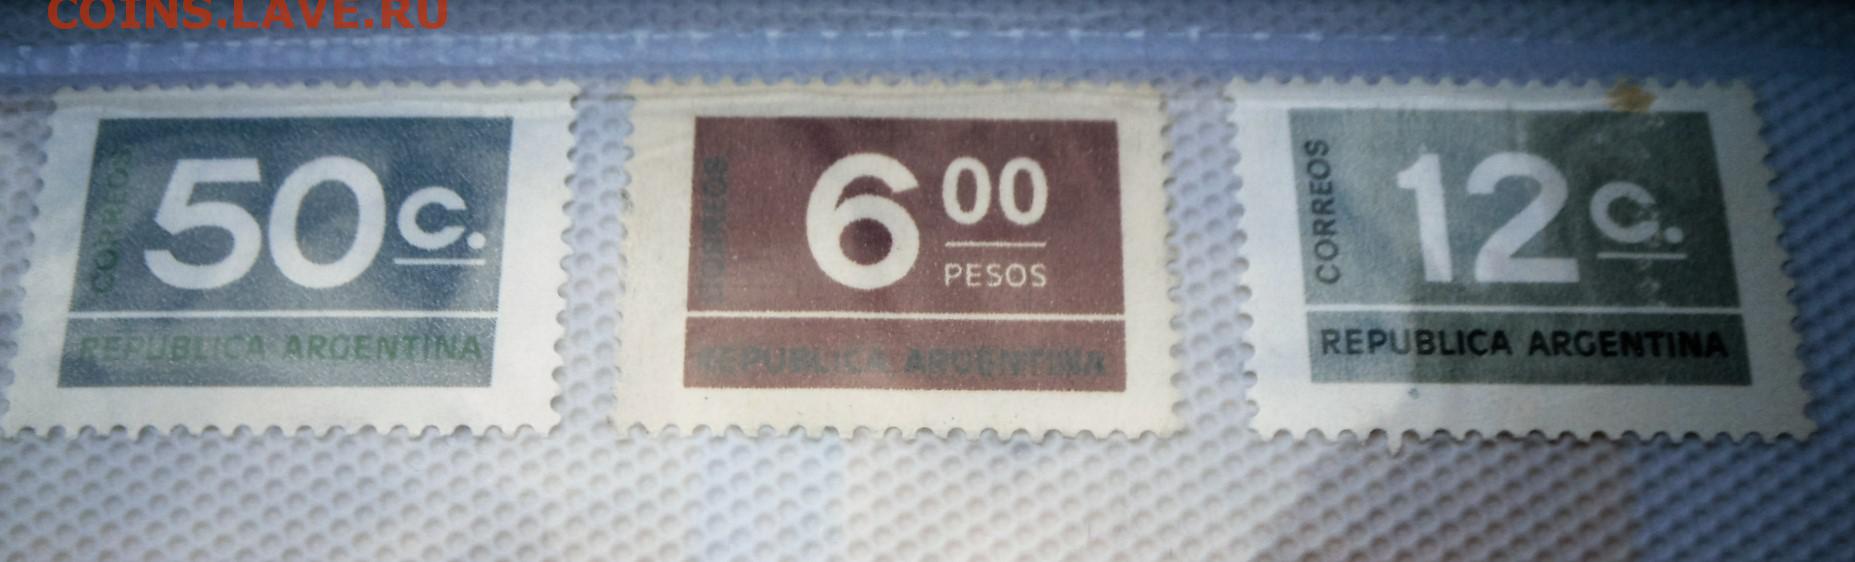 COINS.LAVE.RU
CORREOS
50c.
REPUBLICA ARGENTINA
CORREOS
6 00
PESOS
REPUBLICA ARGENTINA
CORREOS
12c.
REPUBLICA ARGENTINA